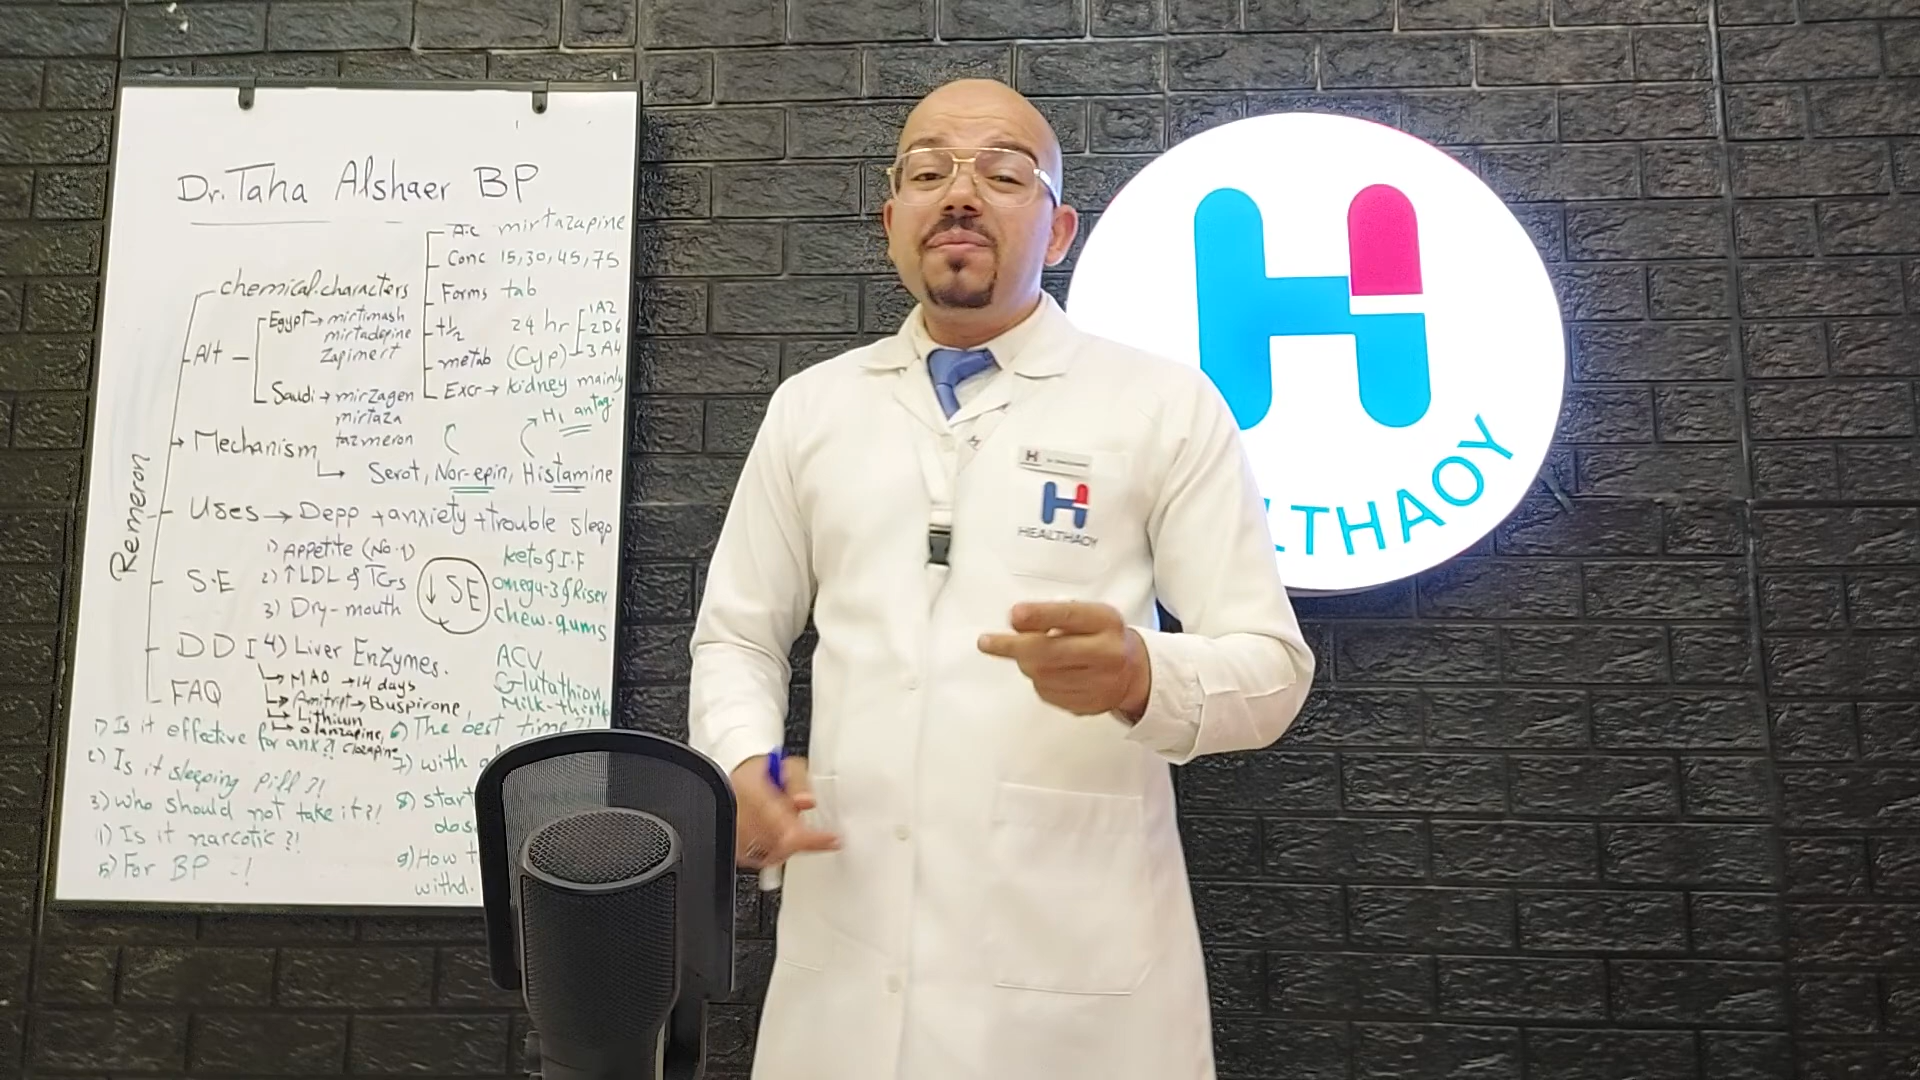 Dr. Taha Alshaer BP
Remeron
chemical characters
A.c mirtazapine
Conc 15,30,45,75
Forms tab
t1/2 24 hr
metab (Cyp) 1A2
2D6
3A4
Excr → kidney mainly
Alt
Egypt → mirtimash
mirtadepine
Zapimert
Saudi → mirzagen
mirtaza
tazmeron
Mechanism
H1 antag.
Serot, Nor-epin, Histamine
Uses → Depp + anxiety + trouble sleep
S.E
1) Appetite (No.1)
2) ↑LDL & TGs
3) Dry-mouth
4) Liver Enzymes.
↓ SE
keto & I.F
omega-3 & Riser
chew-gums
ACV
Glutathion
Milk-thistle
DDI
MAO → 14 days
Amitript → Buspirone,
Lithium
olanzapine,
Clozapine
FAQ
1) Is it effective for anx?!
2) Is it sleeping pill?!
3) who should not take it?!
4) Is it narcotic?!
5) For BP -!
6) The best time?!
7) with
8) start
dos
9) How t
withd.
H
HEALTHAOY
LTHAOY